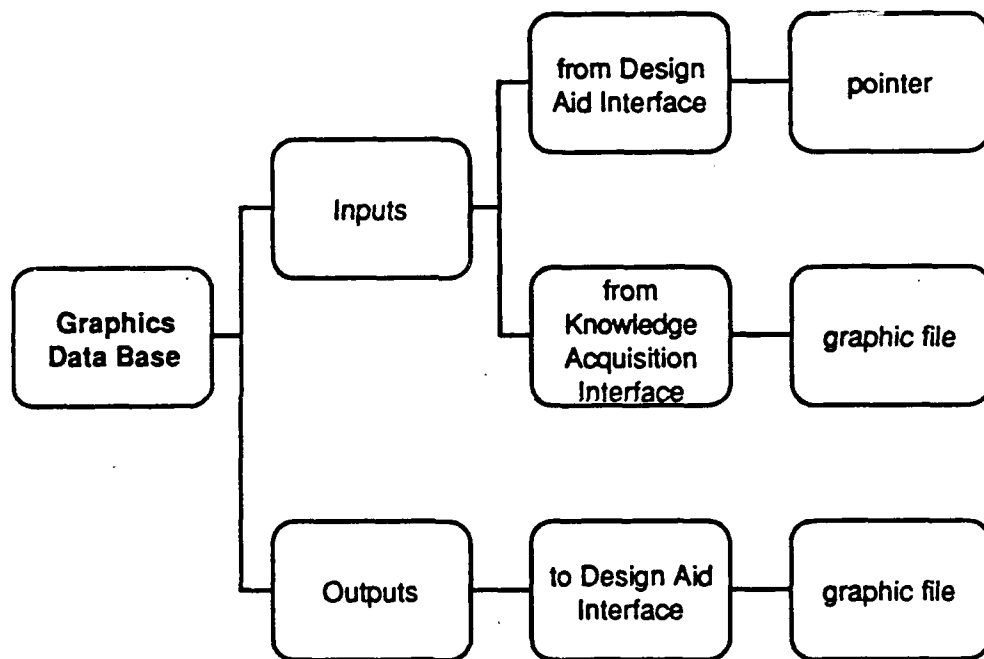 from Design
Aid Interface
pointer
Inputs
from
Knowledge
Acquisition
Interface
graphic file
Graphics
Data Base
Outputs
to Design Aid
Interface
graphic file